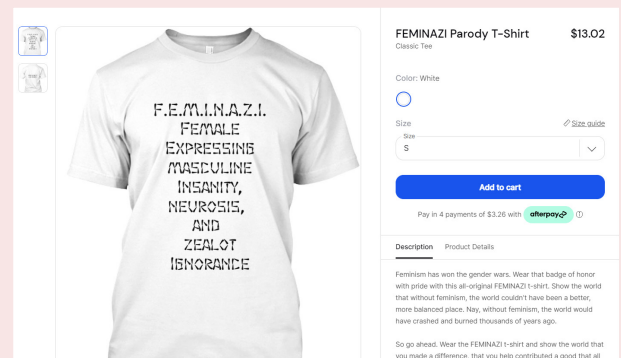 FEMINAZI Parody T-Shirt
$13.02
Classic Tee
Color: White
Size
Size guide
Size
S
Add to cart
Pay in 4 payments of $3.26 with afterpay
Description
Product Details
Feminism has won the gender wars. Wear that badge of honor
with pride with this all-original FEMINAZI t-shirt. Show the world
that without feminism, the world couldn't have been a better,
more balanced place. Nay, without feminism, the world would
have crashed and burned thousands of years ago.
So go ahead. Wear the FEMINAZI t-shirt and show the world that
you made a difference, that you help contributed a good that all
F.E.M.I.N.A.Z.I.
Female
Expressing
masculine
Insanity,
neurosis,
and
zealot
Ignorance